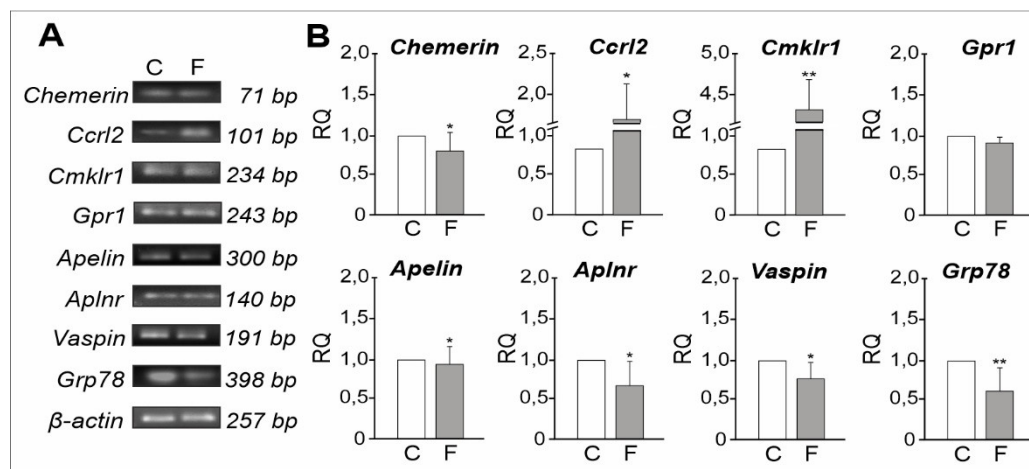 A
C F
Chemerin 71 bp
Ccrl2 101 bp
Cmklr1 234 bp
Gpr1 243 bp
Apelin 300 bp
Aplnr 140 bp
Vaspin 191 bp
Grp78 398 bp
β-actin 257 bp
B
Chemerin
RQ
2,0
1,5
1,0
0,5
0
*
C F
Ccrl2
RQ
2,5
2,0
1,0
0,5
0
*
C F
Cmklr1
RQ
5,0
4,5
1,0
0,5
0
**
C F
Gpr1
RQ
2,0
1,5
1,0
0,5
0
C F
Apelin
RQ
2,0
1,5
1,0
0,5
0
*
C F
Aplnr
RQ
2,0
1,5
1,0
0,5
0
*
C F
Vaspin
RQ
2,0
1,5
1,0
0,5
0
*
C F
Grp78
RQ
2,0
1,5
1,0
0,5
0
**
C F